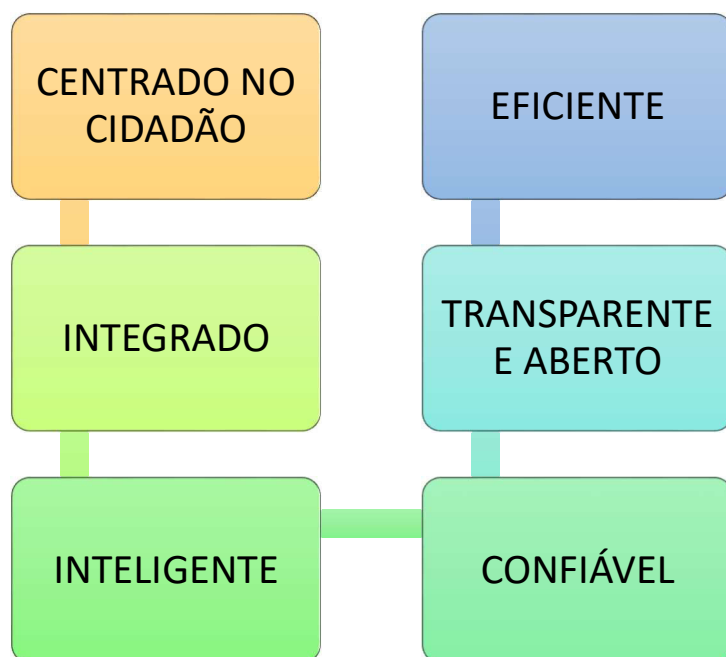 CENTRADO NO
CIDADÃO
INTEGRADO
INTELIGENTE
CONFIÁVEL
TRANSPARENTE
E ABERTO
EFICIENTE